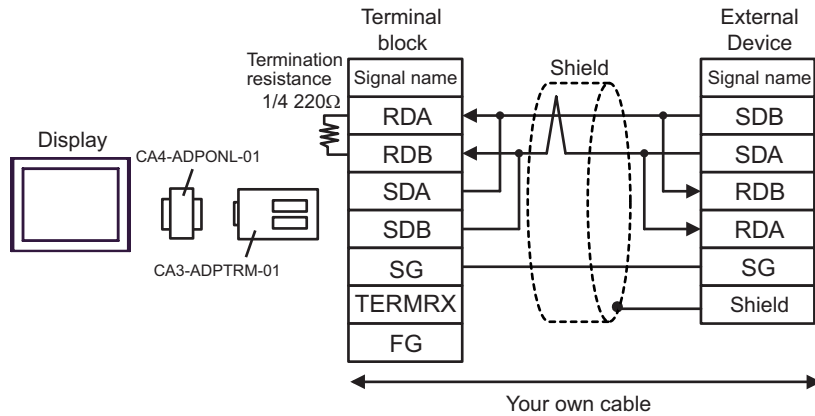 Terminal
block
External
Device
Termination
resistance
1/4 220Ω
Signal name
Shield
Signal name
RDA
SDB
Display
CA4-ADPONL-01
RDB
SDA
SDA
RDB
SDB
RDA
CA3-ADPTRM-01
SG
SG
TERMRX
Shield
FG
Your own cable